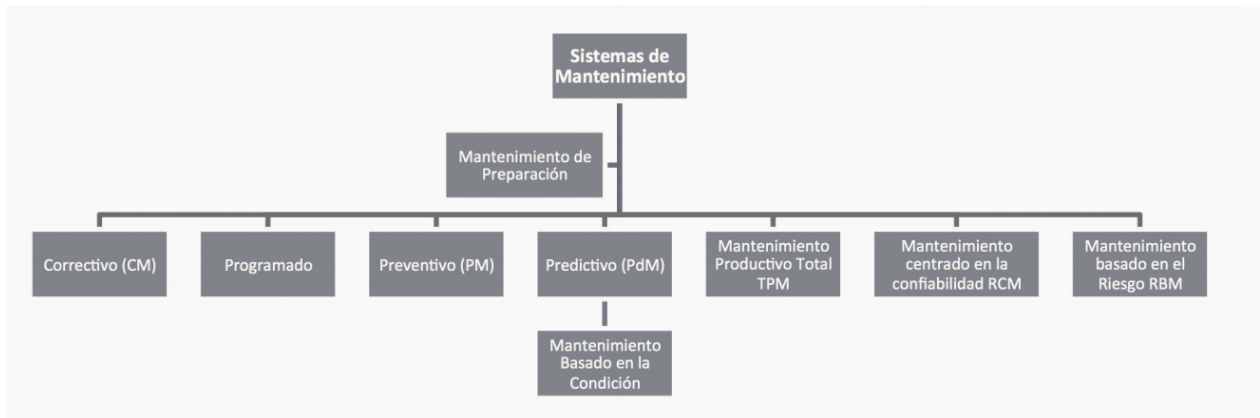 Sistemas de
Mantenimiento
Mantenimiento de
Preparación
Correctivo (CM)
Programado
Preventivo (PM)
Predictivo (PdM)
Mantenimiento
Productivo Total
TPM
Mantenimiento
centrado en la
confiabilidad RCM
Mantenimiento
basado en el
Riesgo RBM
Mantenimiento
Basado en la
Condición